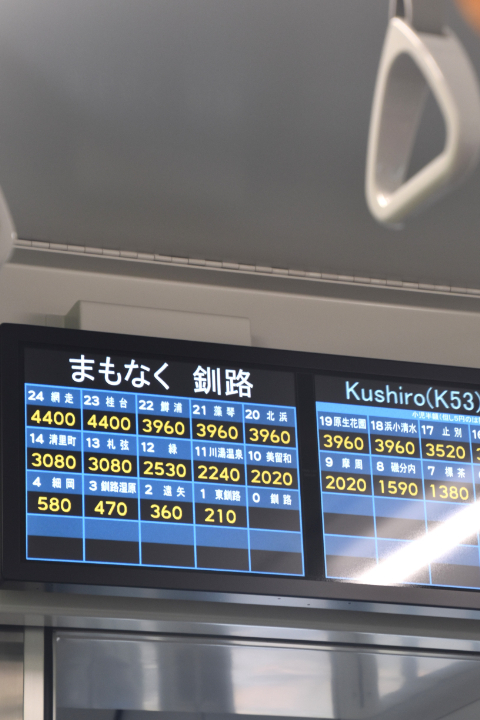 まもなく 釧路
24 網走 23 桂台 22 鱒浦 21 藻琴 20 北浜
4400 4400 3960 3960 3960
14 清里町 13 札弦 12 緑 11 川湯温泉 10 美留和
3080 3080 2530 2240 2020
4 細岡 3 釧路湿原 2 遠矢 1 東釧路 0 釧路
580 470 360 210
Kushiro(K53)
19 原生花園 18 浜小清水 17 止別
3960 3960 3520
9 摩周 8 磯分内 7 標茶
2020 1590 1380